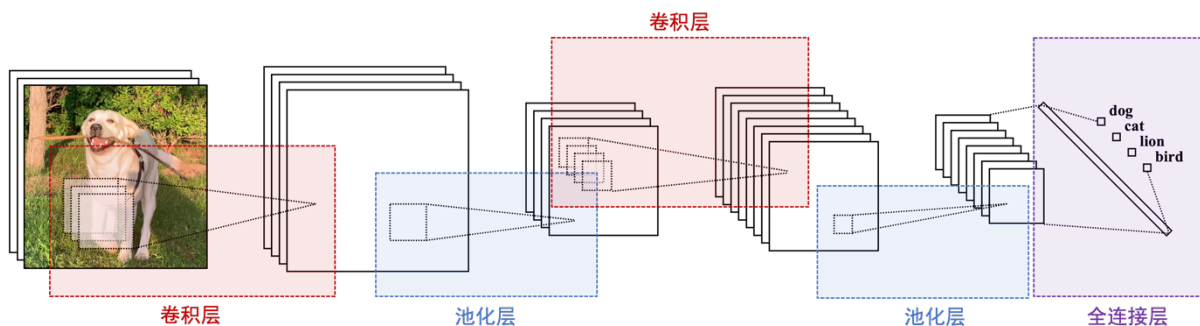 卷积层
dog
cat
lion
bird
卷积层
池化层
池化层
全连接层